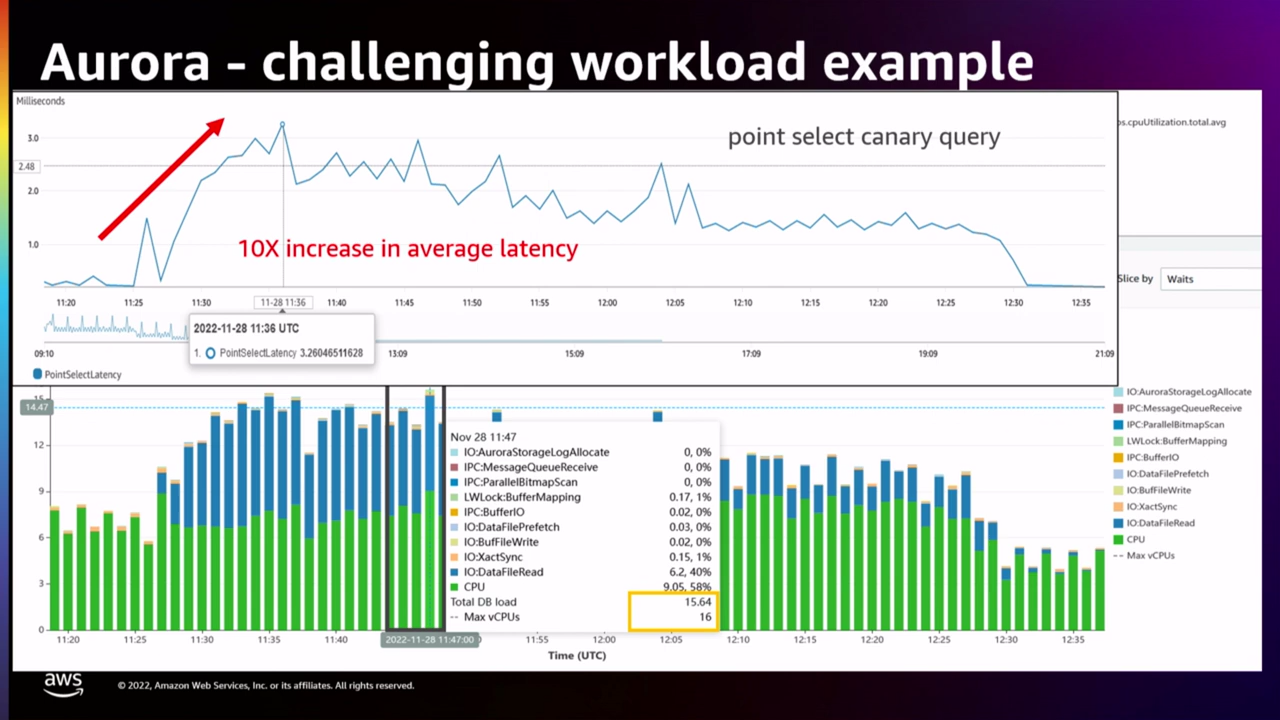 Aurora - challenging workload example
Milliseconds
os.cpuUtilization.total.avg
3.0
point select canary query
2.48
2.0
1.0
10X increase in average latency
Slice by
Waits
11:20
11:25
11:30
11-28 11:36
11:40
11:45
11:50
11:55
12:00
12:05
12:10
12:15
12:20
12:25
12:30
12:35
2022-11-28 11:36 UTC
1. PointSelectLatency 3.26046511628
09:10
13:09
15:09
17:09
19:09
21:09
PointSelectLatency
15
14.47
12
9
6
3
0
Nov 28 11:47
IO:AuroraStorageLogAllocate 0, 0%
IPC:MessageQueueReceive 0, 0%
IPC:ParallelBitmapScan 0, 0%
LWLock:BufferMapping 0.17, 1%
IPC:BufferIO 0.02, 0%
IO:DataFilePrefetch 0.03, 0%
IO:BufFileWrite 0.02, 0%
IO:XactSync 0.15, 1%
IO:DataFileRead 6.2, 40%
CPU 9.05, 58%
Total DB load 15.64
Max vCPUs 16
IO:AuroraStorageLogAllocate
IPC:MessageQueueReceive
IPC:ParallelBitmapScan
LWLock:BufferMapping
IPC:BufferIO
IO:DataFilePrefetch
IO:BufFileWrite
IO:XactSync
IO:DataFileRead
CPU
Max vCPUs
11:20
11:25
11:30
11:35
11:40
2022-11-28 11:47:00
11:55
12:00
12:05
12:10
12:15
12:20
12:25
12:30
12:35
Time (UTC)
aws
© 2022, Amazon Web Services, Inc. or its affiliates. All rights reserved.